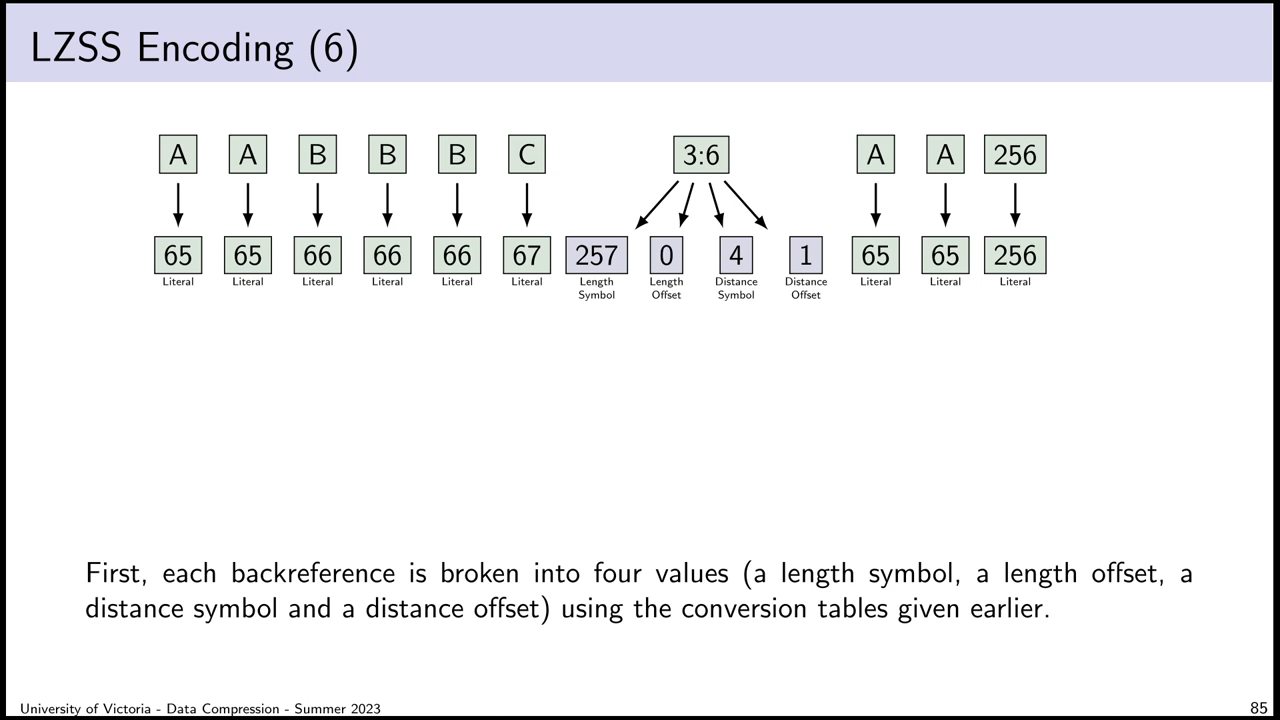 LZSS Encoding (6)
A A B B B C 3:6 A A 256
65 65 66 66 66 67 257 0 4 1 65 65 256
Literal Literal Literal Literal Literal Literal Length Length Distance Distance Literal Literal Literal
Symbol Offset Symbol Offset
First, each backreference is broken into four values (a length symbol, a length offset, a
distance symbol and a distance offset) using the conversion tables given earlier.
University of Victoria - Data Compression - Summer 2023 85